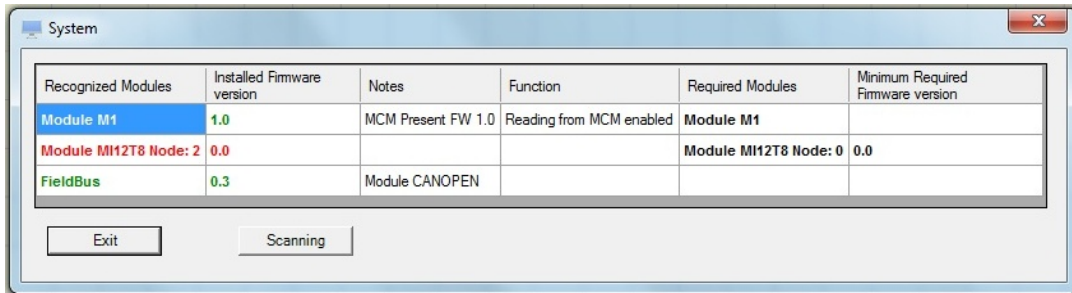 System
Recognized Modules
Installed Firmware
version
Notes
Function
Required Modules
Minimum Required
Firmware version
Module M1 1.0 MCM Present FW 1.0 Reading from MCM enabled Module M1
Module MI12T8 Node: 2 0.0 Module MI12T8 Node: 0 0.0
FieldBus 0.3 Module CANOPEN
Exit Scanning